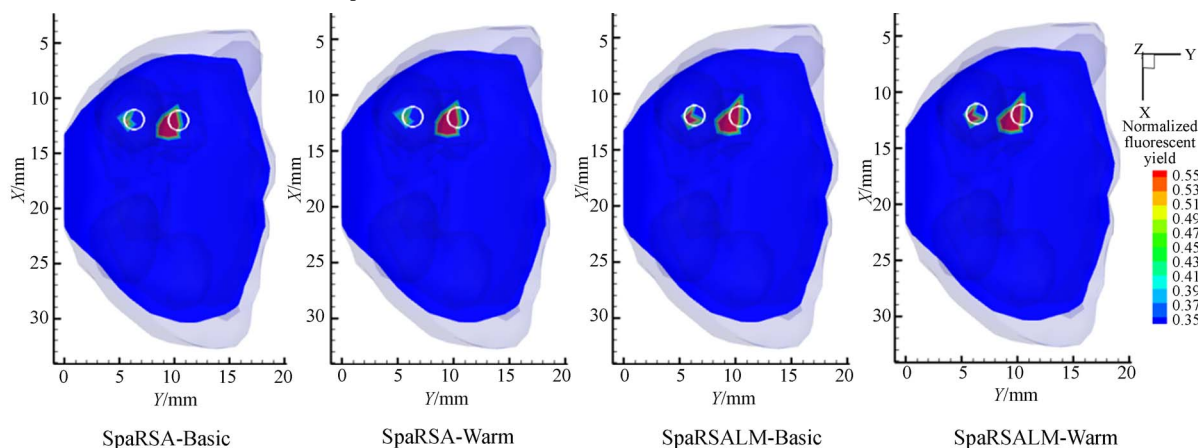 5
10
15
20
25
30
X/mm
0 5 10 15 20
Y/mm
SpaRSA-Basic
5
10
15
20
25
30
X/mm
0 5 10 15 20
Y/mm
SpaRSA-Warm
5
10
15
20
25
30
X/mm
0 5 10 15 20
Y/mm
SpaRSALM-Basic
5
10
15
20
25
30
X/mm
0 5 10 15 20
Y/mm
SpaRSALM-Warm
Z Y
X
Normalized
fluorescent
yield
0.55
0.53
0.51
0.49
0.47
0.45
0.43
0.41
0.39
0.37
0.35